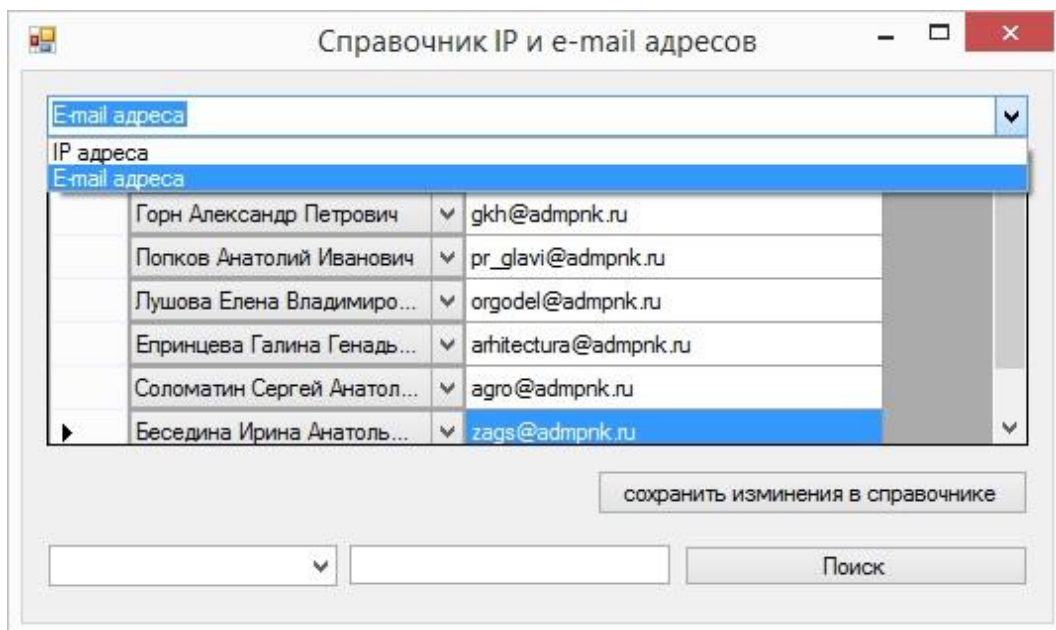 Справочник IP и e-mail адресов
E-mail адреса
IP адреса
E-mail адреса
Горн Александр Петрович gkh@admpnk.ru
Попков Анатолий Иванович pr_glavi@admpnk.ru
Лушова Елена Владимиро... orgodel@admpnk.ru
Епринцева Галина Генадь... arhitectura@admpnk.ru
Соломатин Сергей Анатол... agro@admpnk.ru
Беседина Ирина Анатоль... zags@admpnk.ru
сохранить изминения в справочнике
Поиск